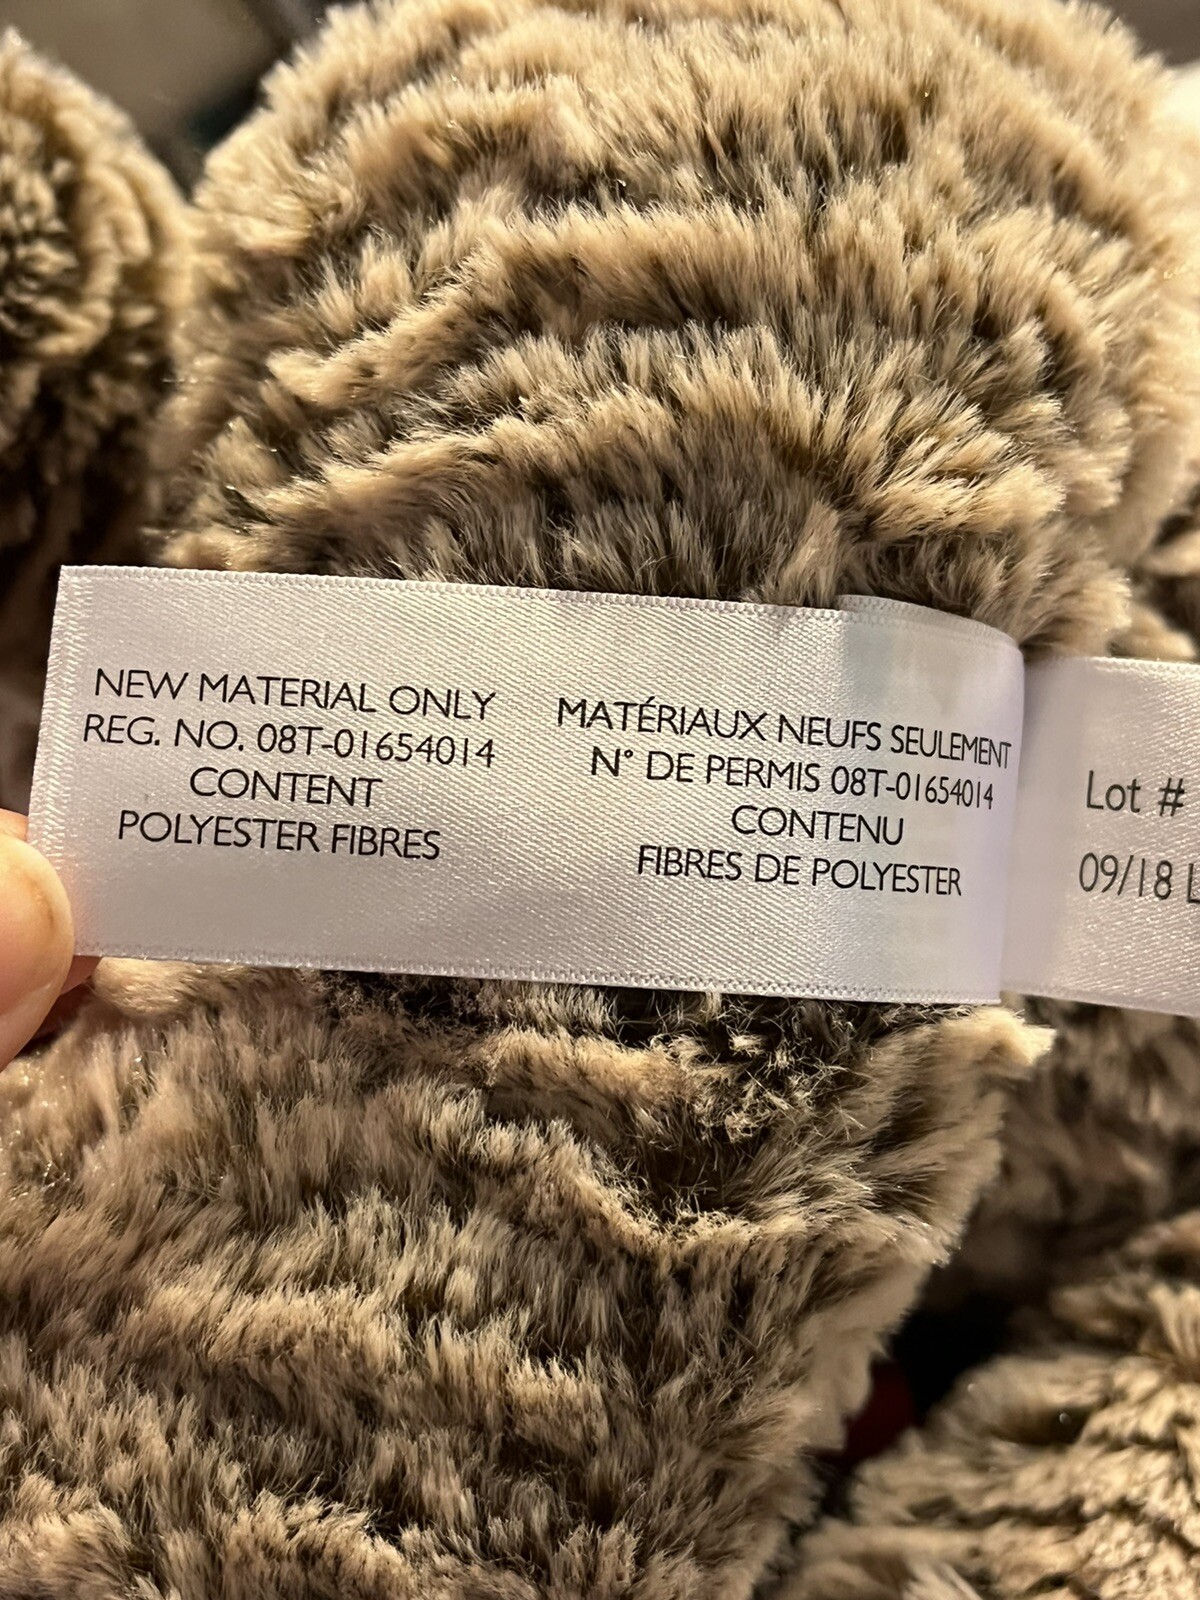 NEW MATERIAL ONLY
REG. NO. 08T-01654014
CONTENT
POLYESTER FIBRES
MATÉRIAUX NEUFS SEULEMENT
N° DE PERMIS 08T-01654014
CONTENU
FIBRES DE POLYESTER
Lot #
09/18